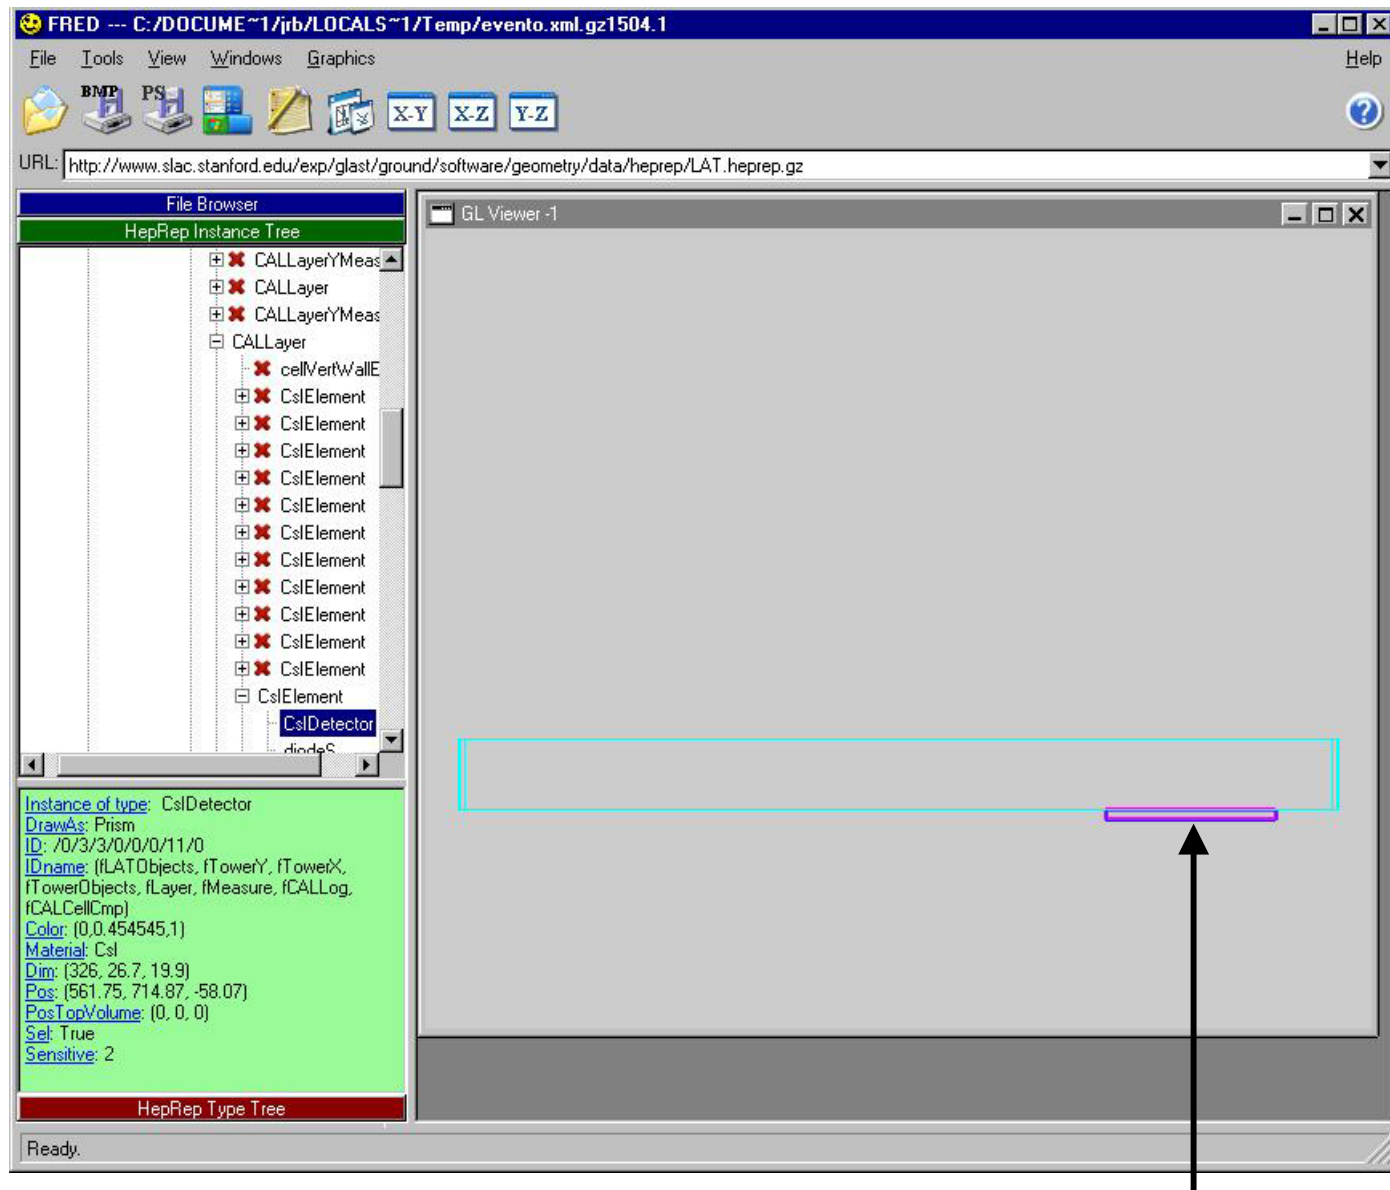 FRED --- C:/DOCUME~1/jrb/LOCALS~1/Temp/evento.xml.gz1504.1
File Tools View Windows Graphics Help
BMP PS X-Y X-Z Y-Z ?
URL: http://www.slac.stanford.edu/exp/glast/ground/software/geometry/data/heprep/LAT.heprep.gz
File Browser
HepRep Instance Tree
CALLayerYMeas
CALLayer
CALLayerYMeas
CALLayer
cellVertWallE
CsIElement
CsIElement
CsIElement
CsIElement
CsIElement
CsIElement
CsIElement
CsIElement
CsIElement
CsIElement
CsIElement
CsIElement
CsIDetector
diodeS
Instance of type: CsIDetector
DrawAs: Prism
ID: /0/3/3/0/0/0/11/0
IDname: (fLATObjects, fTowerY, fTowerX,
fTowerObjects, fLayer, fMeasure, fCALLog,
fCALCellCmp)
Color: (0,0.454545,1)
Material: CsI
Dim: (326, 26.7, 19.9)
Pos: (561.75, 714.87, -58.07)
PosTopVolume: (0, 0, 0)
Sel: True
Sensitive: 2
HepRep Type Tree
GL Viewer -1
Ready.